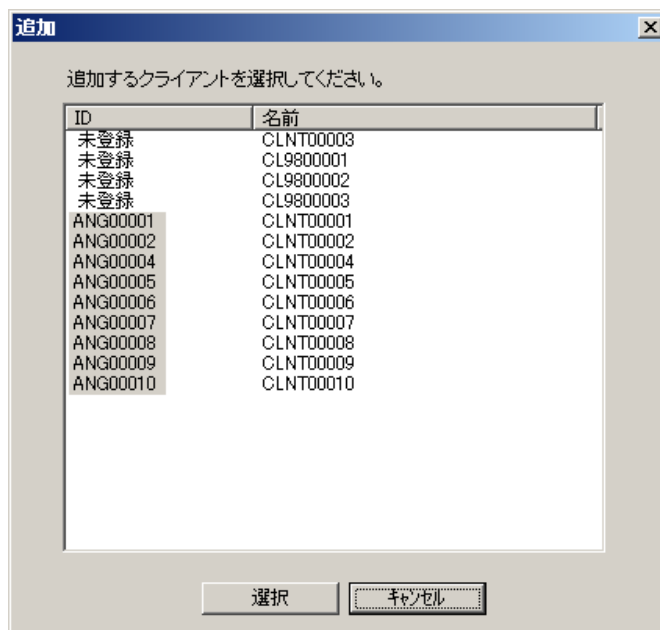 追加
追加するクライアントを選択してください。
ID 名前
未登録 CLNT00003
未登録 CL9800001
未登録 CL9800002
未登録 CL9800003
ANG00001 CLNT00001
ANG00002 CLNT00002
ANG00004 CLNT00004
ANG00005 CLNT00005
ANG00006 CLNT00006
ANG00007 CLNT00007
ANG00008 CLNT00008
ANG00009 CLNT00009
ANG00010 CLNT00010
選択 キャンセル